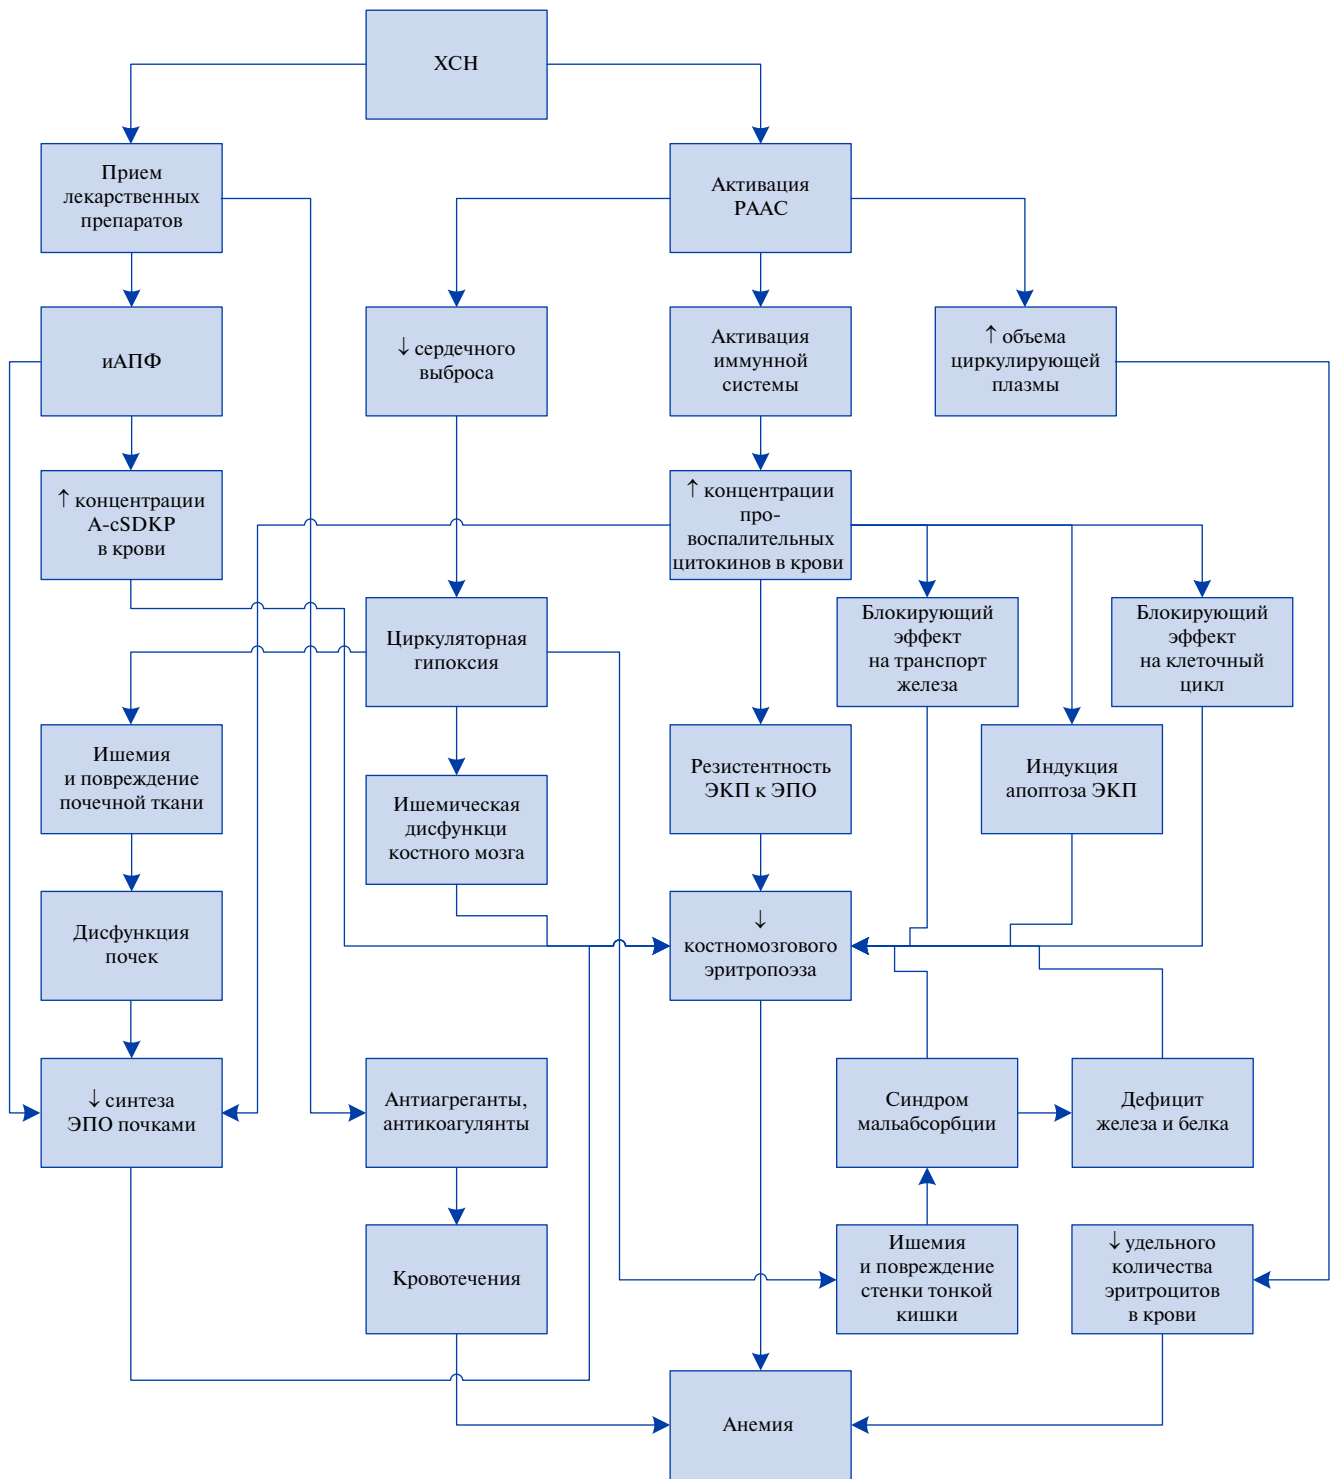 ХСН
Прием
лекарственных
препаратов
Активация
РААС
иАПФ
↓ сердечного
выброса
Активация
иммунной
системы
↑ объема
циркулирующей
плазмы
↑ концентрации
A-cSDKP
в крови
↑ концентрации
про-
воспалительных
цитокинов в крови
Циркуляторная
гипоксия
Блокирующий
эффект
на транспорт
железа
Блокирующий
эффект
на клеточный
цикл
Ишемия
и повреждение
почечной ткани
Ишемическая
дисфункци
костного мозга
Резистентность
ЭКП к ЭПО
Индукция
апоптоза ЭКП
Дисфункция
почек
↓
костномозгового
эритропоэза
↓ синтеза
ЭПО почками
Антиагреганты,
антикоагулянты
Синдром
мальабсорбции
Дефицит
железа и белка
Кровотечения
Ишемия
и повреждение
стенки тонкой
кишки
↓ удельного
количества
эритроцитов
в крови
Анемия